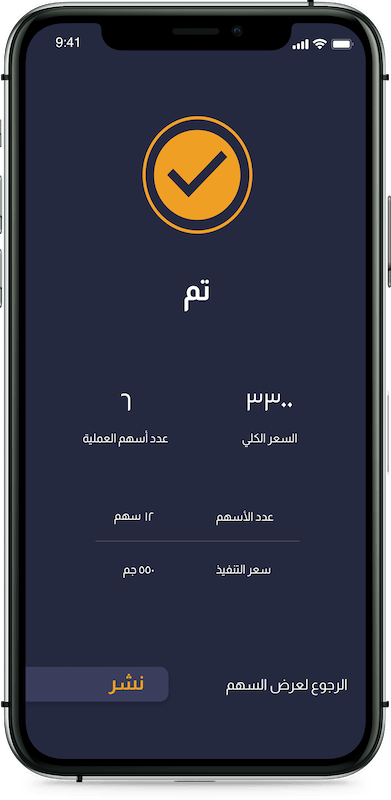 9:41
تم
٣٣٠٠
٦
السعر الكلي
عدد أسهم العملية
عدد الأسهم
١٢ سهم
سعر التنفيذ
٥٥٠ جم
الرجوع لعرض السهم
نشر